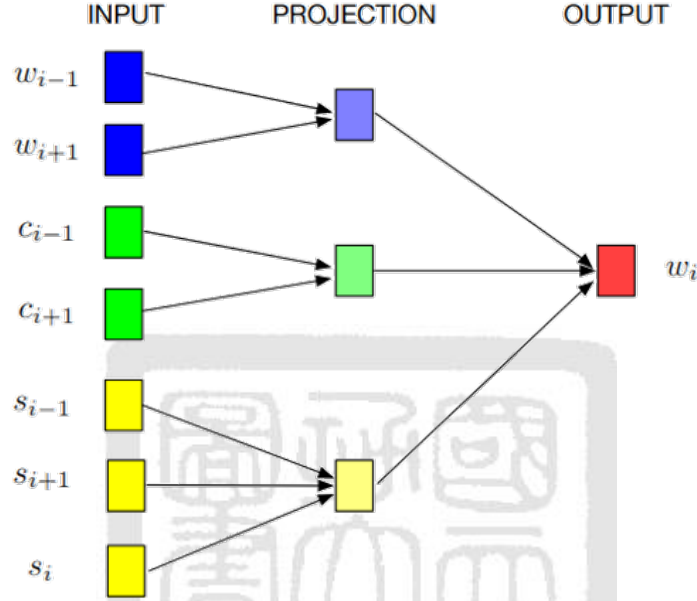 INPUT PROJECTION OUTPUT
w_{i-1}
w_{i+1}
c_{i-1}
c_{i+1}
w_i
s_{i-1}
s_{i+1}
s_i